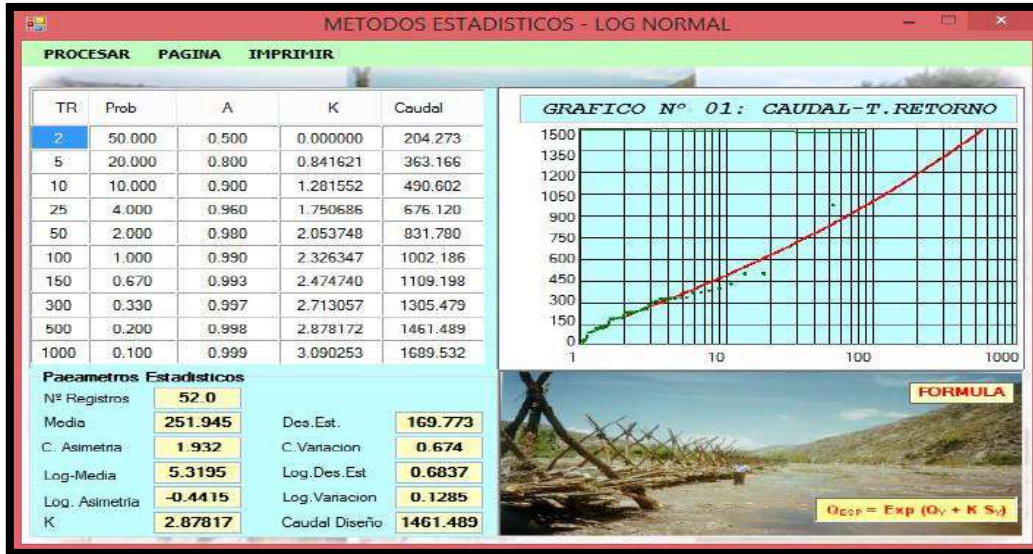 METODOS ESTADISTICOS - LOG NORMAL
PROCESAR PAGINA IMPRIMIR
TR Prob A K Caudal
2 50.000 0.500 0.000000 204.273
5 20.000 0.800 0.841621 363.166
10 10.000 0.900 1.281552 490.602
25 4.000 0.960 1.750686 676.120
50 2.000 0.980 2.053748 831.780
100 1.000 0.990 2.326347 1002.186
150 0.670 0.993 2.474740 1109.198
300 0.330 0.997 2.713057 1305.479
500 0.200 0.998 2.878172 1461.489
1000 0.100 0.999 3.090253 1689.532
GRAFICO Nº 01: CAUDAL-T.RETORNO
1500
1350
1200
1050
900
750
600
450
300
150
0
1 10 100 1000
Paeametros Estadisticos
Nº Registros 52.0
Media 251.945 Des.Est. 169.773
C. Asimetria 1.932 C.Variacion 0.674
Log-Media 5.3195 Log.Des.Est 0.6837
Log. Asimetria -0.4415 Log.Variacion 0.1285
K 2.87817 Caudal Diseño 1461.489
FORMULA
QESP = Exp (QY + K SY)